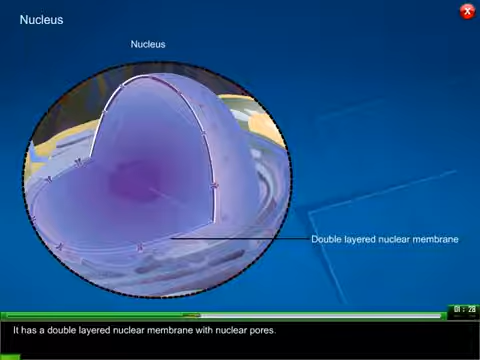 Nucleus
Nucleus
Double layered nuclear membrane
01 : 28
It has a double layered nuclear membrane with nuclear pores.